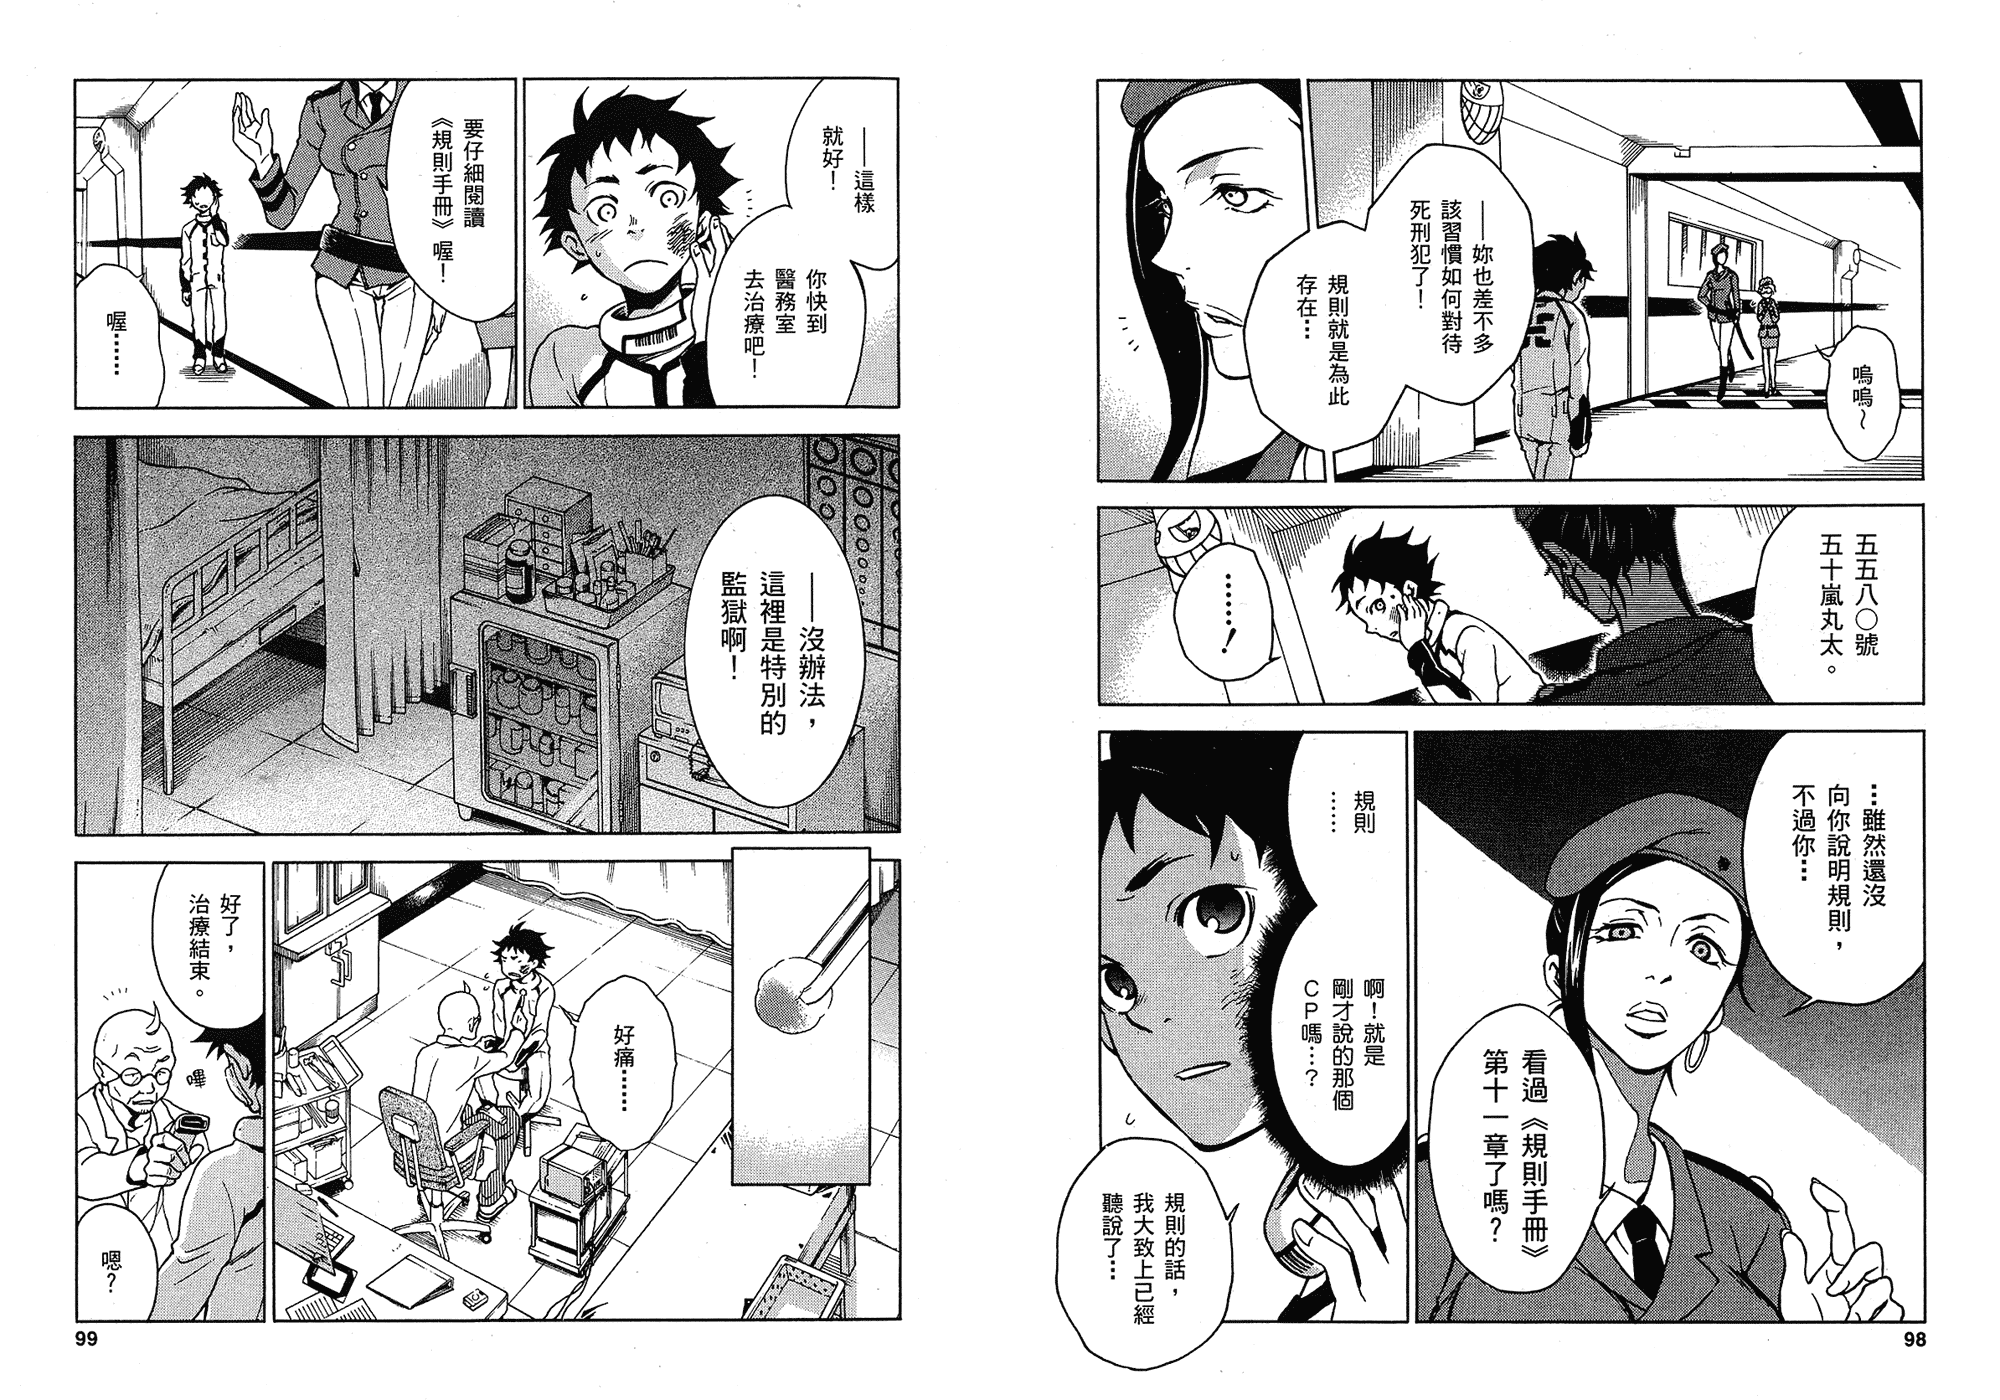 嗚嗚～
——妳也差不多
該習慣如何對待
死刑犯了！
規則就是為此
存在…
五五八〇號
五十嵐丸太。
……！
…雖然還沒
向你說明規則，
不過你…
看過《規則手冊》
第十一章了嗎？
規則
……
啊！就是
剛才說的那個
CP嗎…？
規則的話，
我大致上已經
聽說了…
98
——這樣
就好！
你快到
醫務室
去治療吧！
要仔細閱讀
《規則手冊》喔！
喔……
——沒辦法，
這裡是特別的
監獄啊！
好痛……
好了，
治療結束。
嗶
嗯？
99